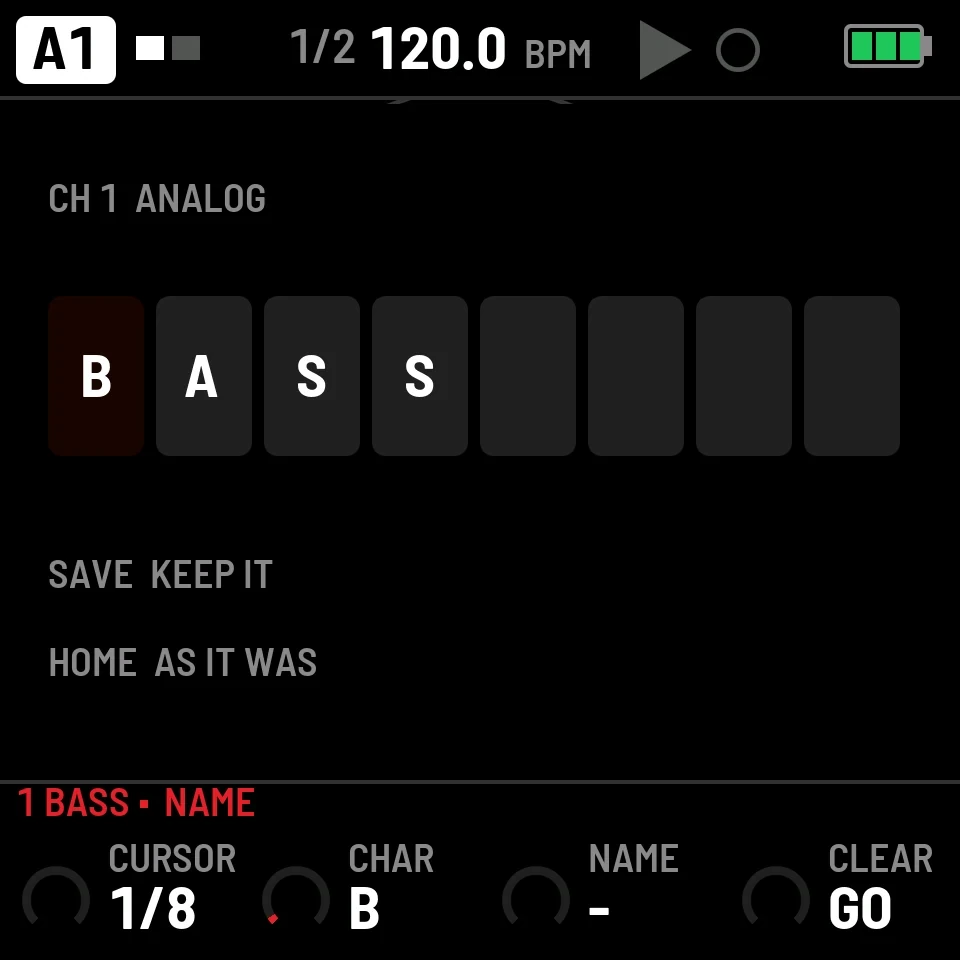 A1 1/2 120.0 BPM
CH 1 ANALOG
B A S S
SAVE KEEP IT
HOME AS IT WAS
1 BASS · NAME
CURSOR CHAR NAME CLEAR
1/8 B - GO